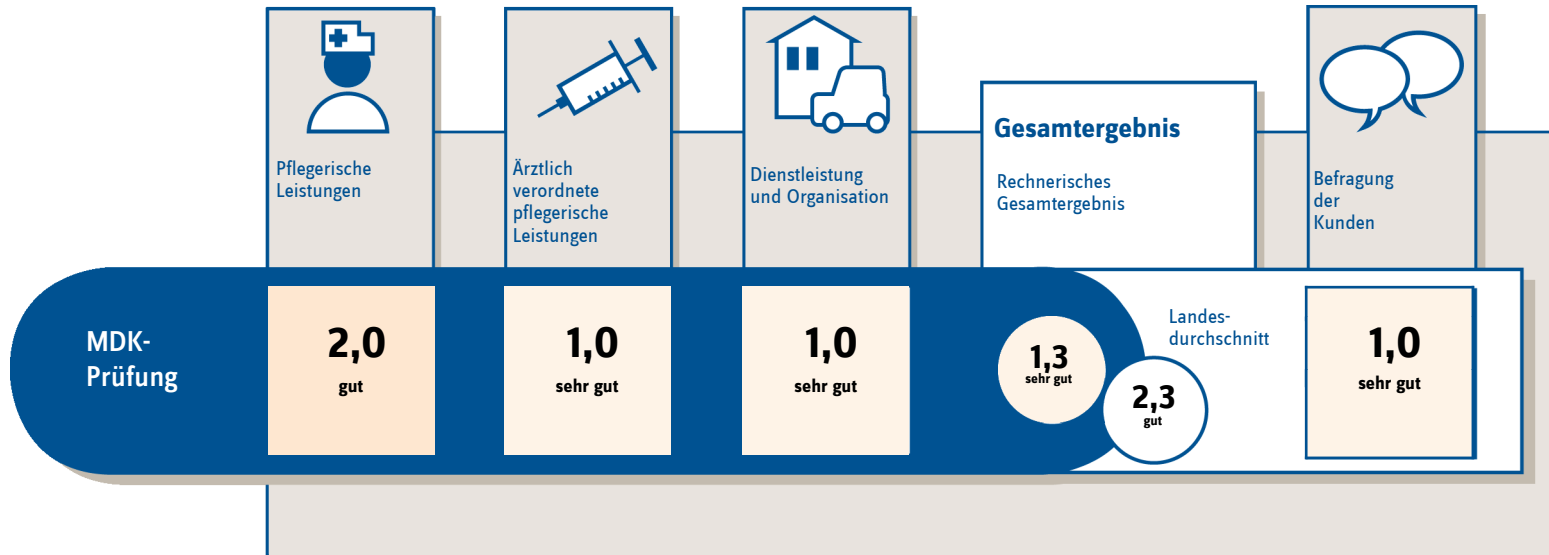 Pflegerische
Leistungen
Ärztlich
verordnete
pflegerische
Leistungen
Dienstleistung
und Organisation
Gesamtergebnis
Rechnerisches
Gesamtergebnis
Befragung
der
Kunden
MDK-
Prüfung
2,0
gut
1,0
sehr gut
1,0
sehr gut
1,3
sehr gut
Landes-
durchschnitt
2,3
gut
1,0
sehr gut